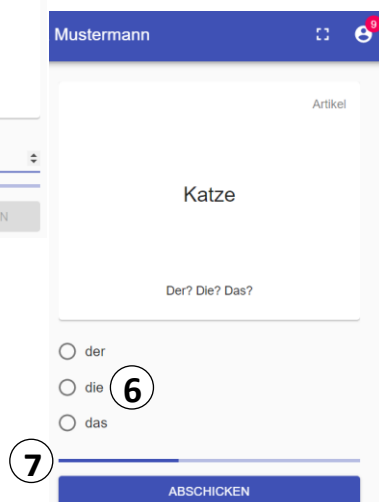 Mustermann
9
Artikel
Katze
N
Der? Die? Das?
der
die 6
das
7
ABSCHICKEN